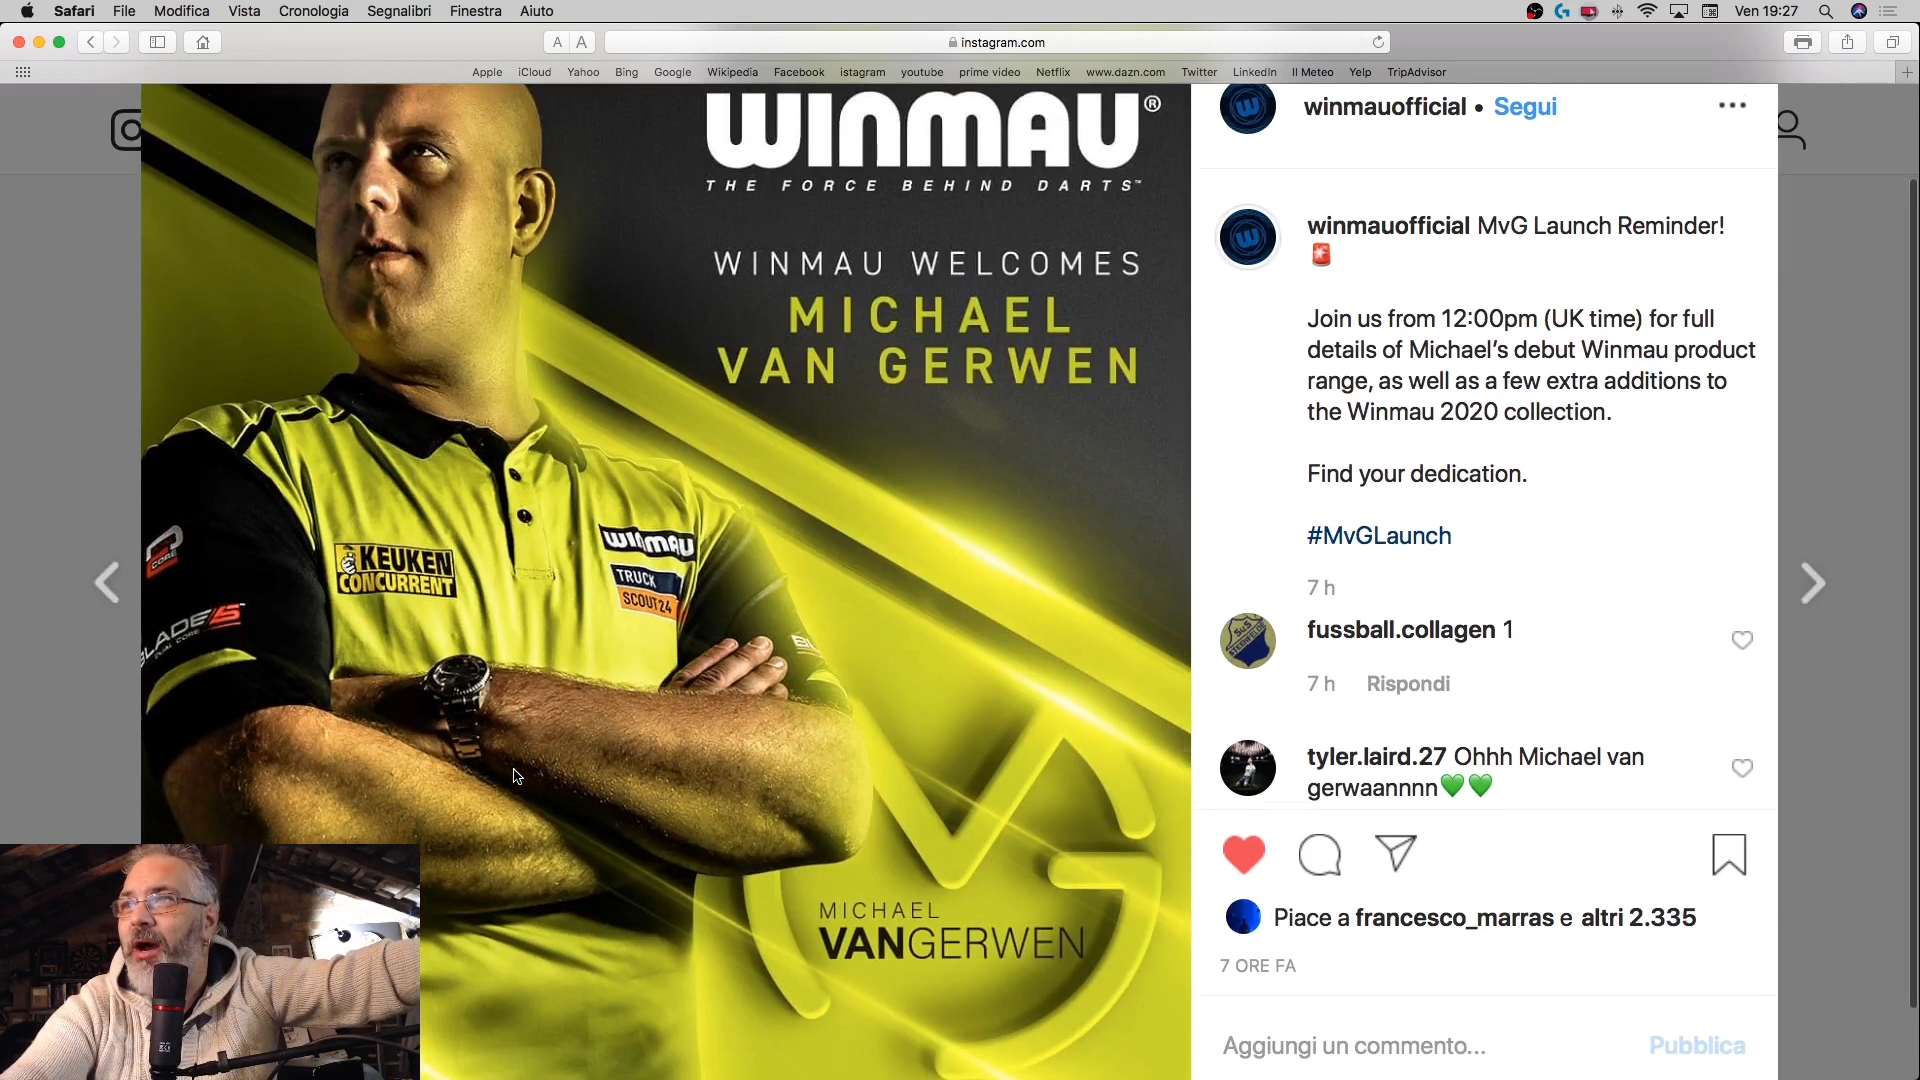 Safari File Modifica Vista Cronologia Segnalibri Finestra Aiuto
Ven 19:27
A A
instagram.com
Apple iCloud Yahoo Bing Google Wikipedia Facebook istagram youtube prime video Netflix www.dazn.com Twitter LinkedIn Il Meteo Yelp TripAdvisor
WINMAU®
THE FORCE BEHIND DARTS™
WINMAU WELCOMES
MICHAEL
VAN GERWEN
CORE
BLADE 5
DUAL CORE
KEUKEN
CONCURRENT
WINMAU
TRUCK
SCOUT24
MICHAEL
VANGERWEN
winmauofficial • Segui
winmauofficial MvG Launch Reminder!
🚨
Join us from 12:00pm (UK time) for full
details of Michael’s debut Winmau product
range, as well as a few extra additions to
the Winmau 2020 collection.
Find your dedication.
#MvGLaunch
7 h
fussball.collagen 1
7 h Rispondi
tyler.laird.27 Ohhh Michael van
gerwaannnn💚💚
Piace a francesco_marras e altri 2.335
7 ORE FA
Aggiungi un commento... Pubblica